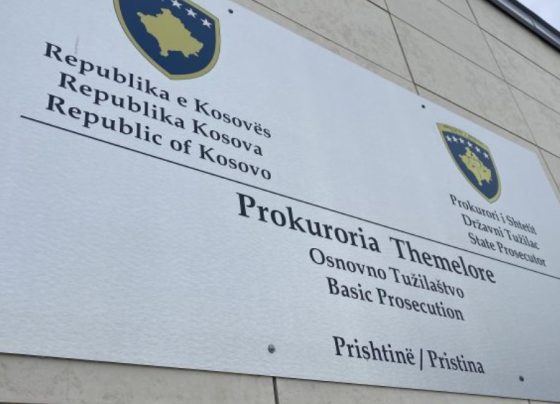 Republika e Kosovës
Republika Kosova
Republic of Kosovo
Prokurori i Shtetit
Državni Tužilac
State Prosecutor
Prokuroria Themelore
Osnovno Tužilaštvo
Basic Prosecution
Prishtinë / Pristina